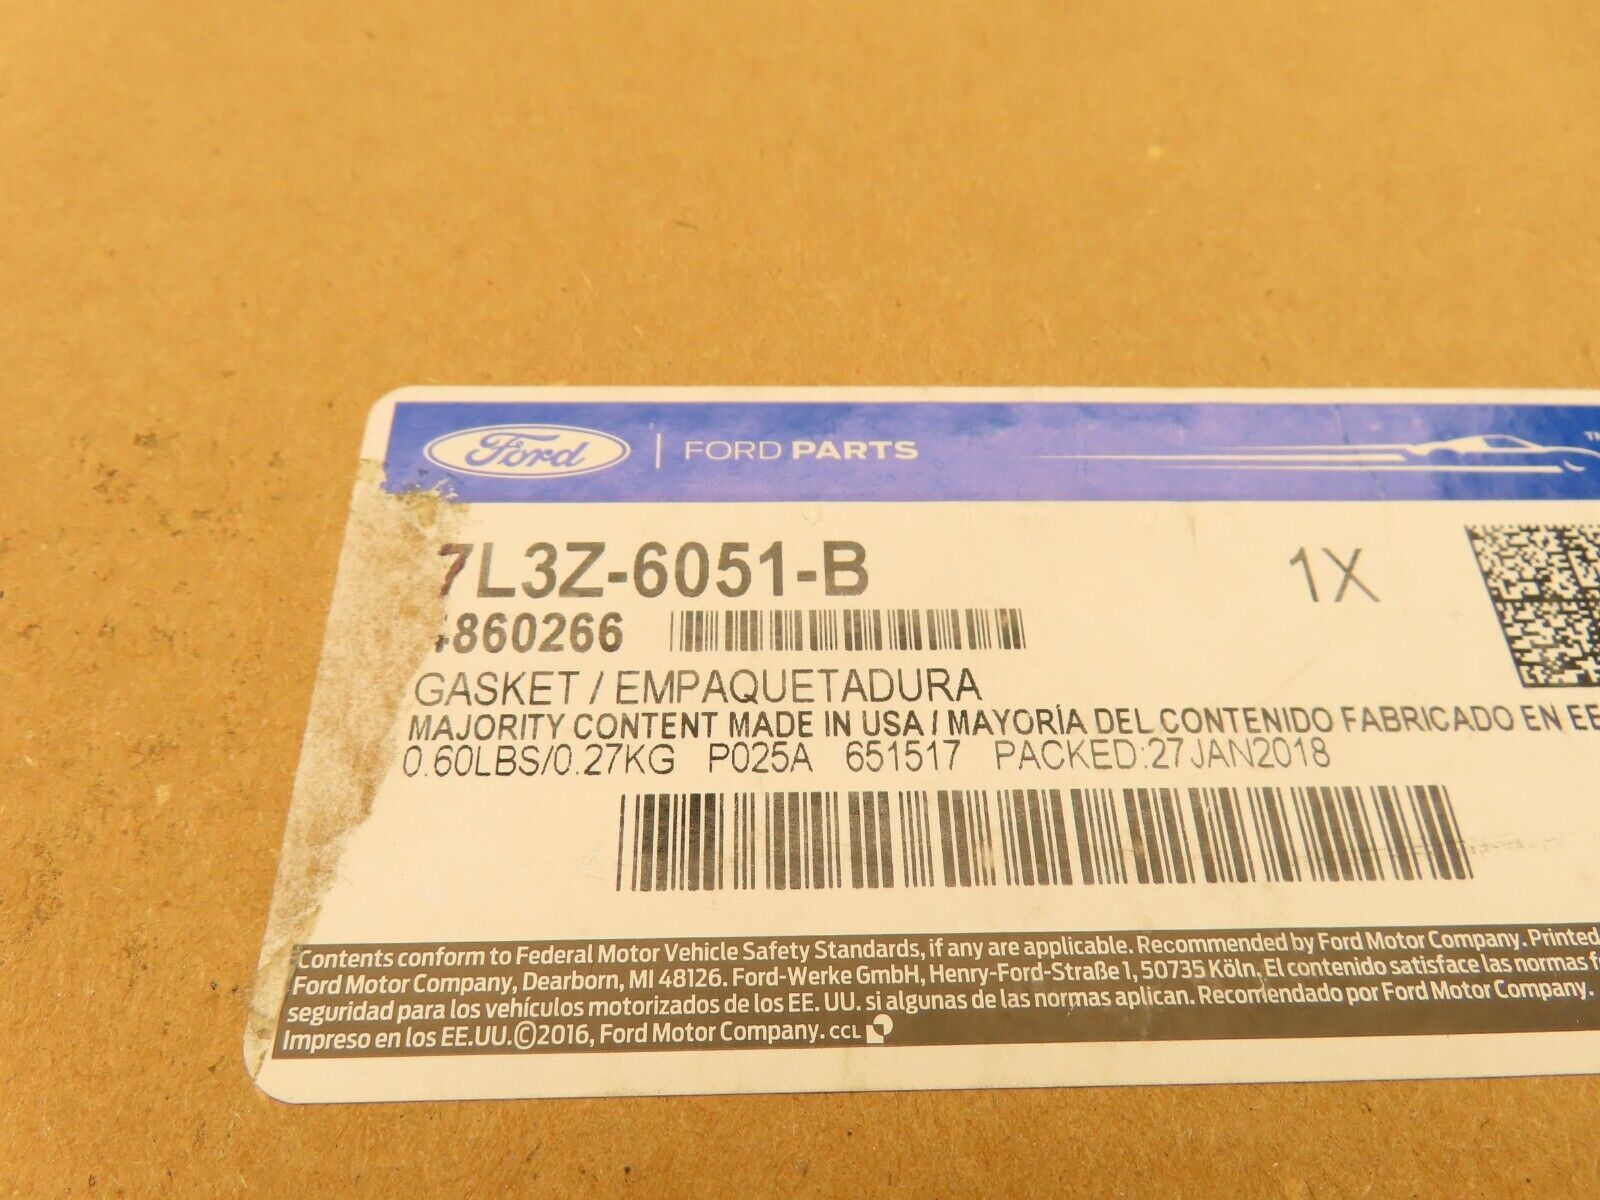 Ford | FORD PARTS
7L3Z-6051-B 1X
4860266
GASKET / EMPAQUETADURA
MAJORITY CONTENT MADE IN USA / MAYORÍA DEL CONTENIDO FABRICADO EN EE
0.60LBS/0.27KG P025A 651517 PACKED:27JAN2018
Contents conform to Federal Motor Vehicle Safety Standards, if any are applicable. Recommended by Ford Motor Company. Printed
Ford Motor Company, Dearborn, MI 48126. Ford-Werke GmbH, Henry-Ford-Straße 1, 50735 Köln. El contenido satisface las normas
seguridad para los vehículos motorizados de los EE. UU. si algunas de las normas aplican. Recomendado por Ford Motor Company.
Impreso en los EE.UU.©2016, Ford Motor Company. CCL